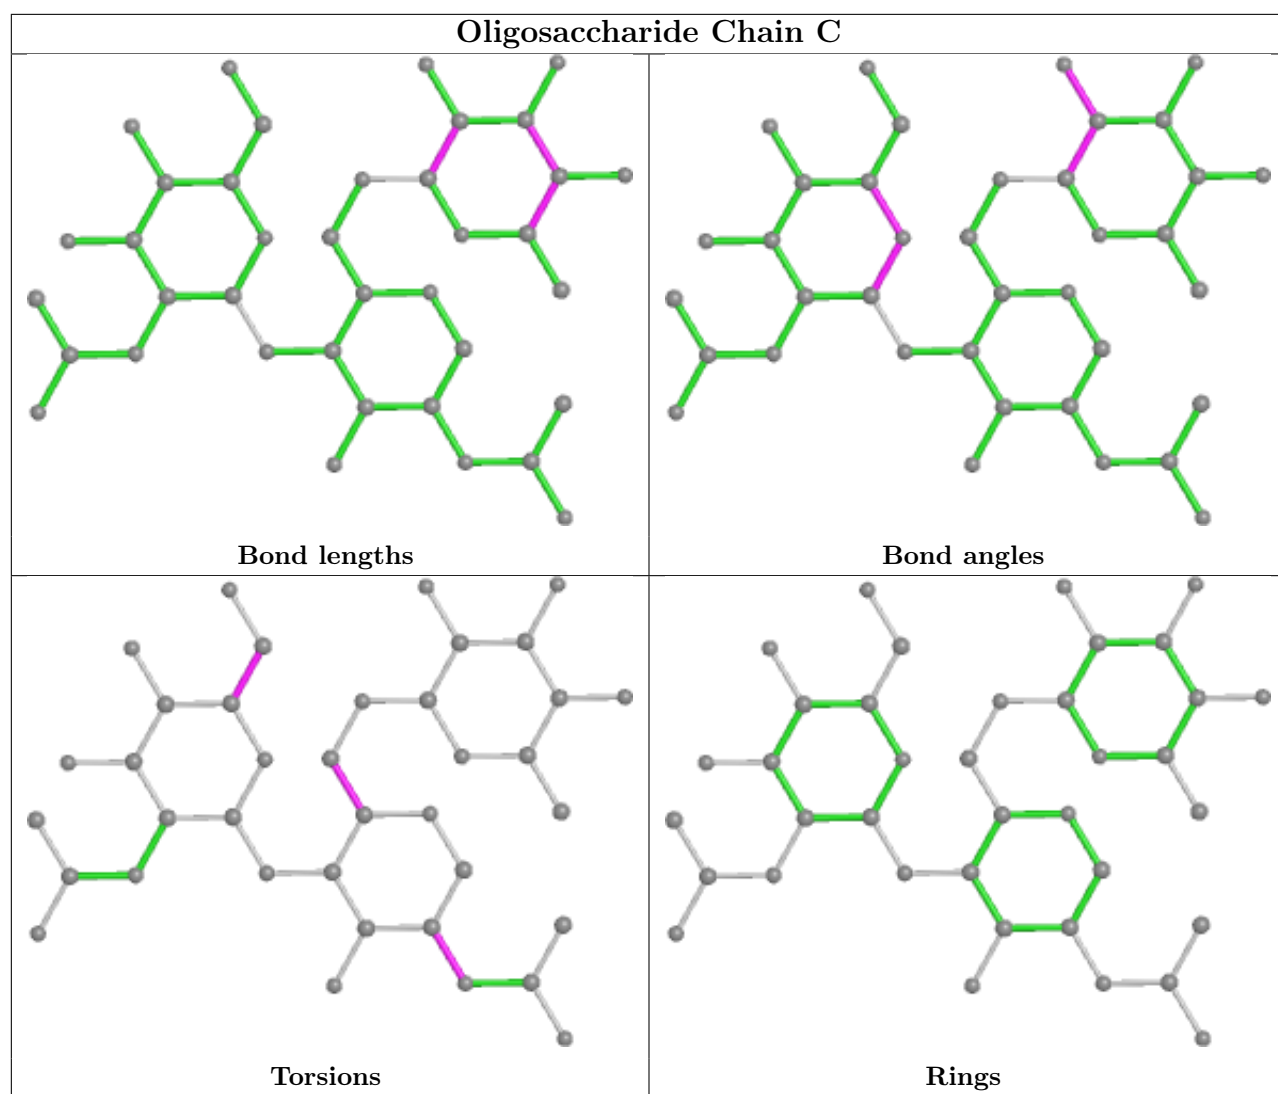 Oligosaccharide Chain C
Bond lengths
Bond angles
Torsions
Rings